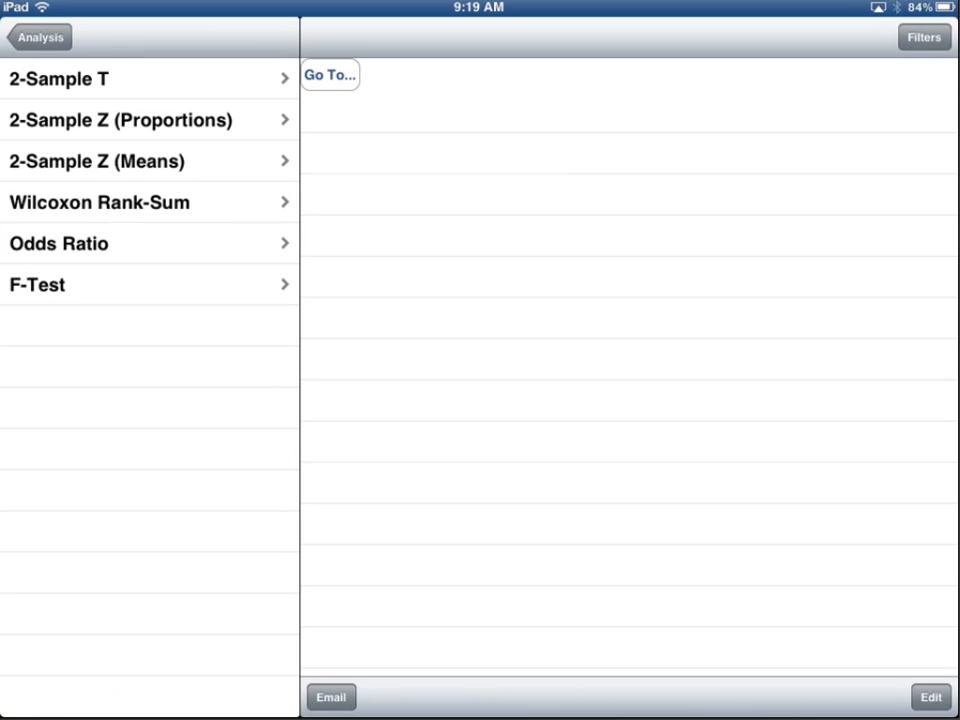 iPad 9:19 AM 84%
Analysis Filters
Go To...
2-Sample T
2-Sample Z (Proportions)
2-Sample Z (Means)
Wilcoxon Rank-Sum
Odds Ratio
F-Test
Email Edit